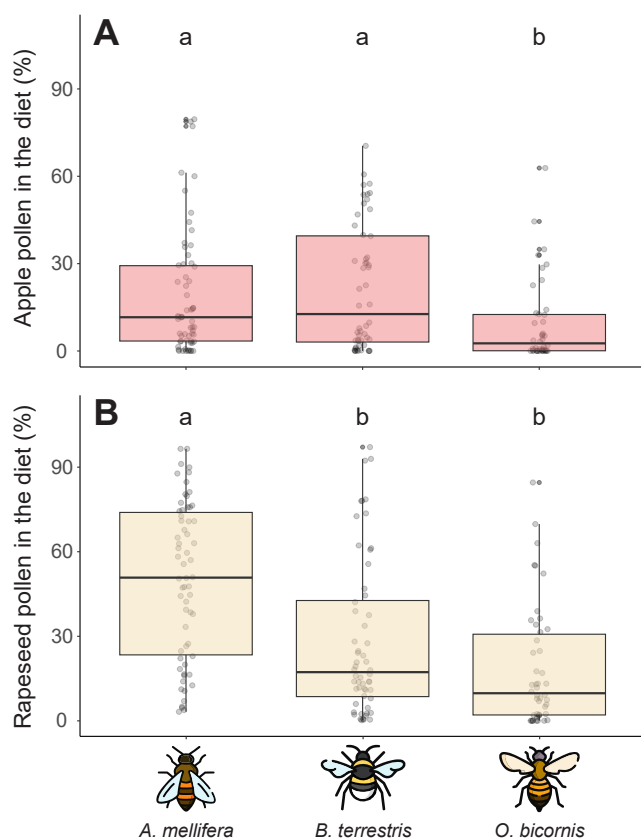 A
a a b
Apple pollen in the diet (%)
90
60
30
0
B
a b b
Rapeseed pollen in the diet (%)
90
60
30
0
A. mellifera B. terrestris O. bicornis